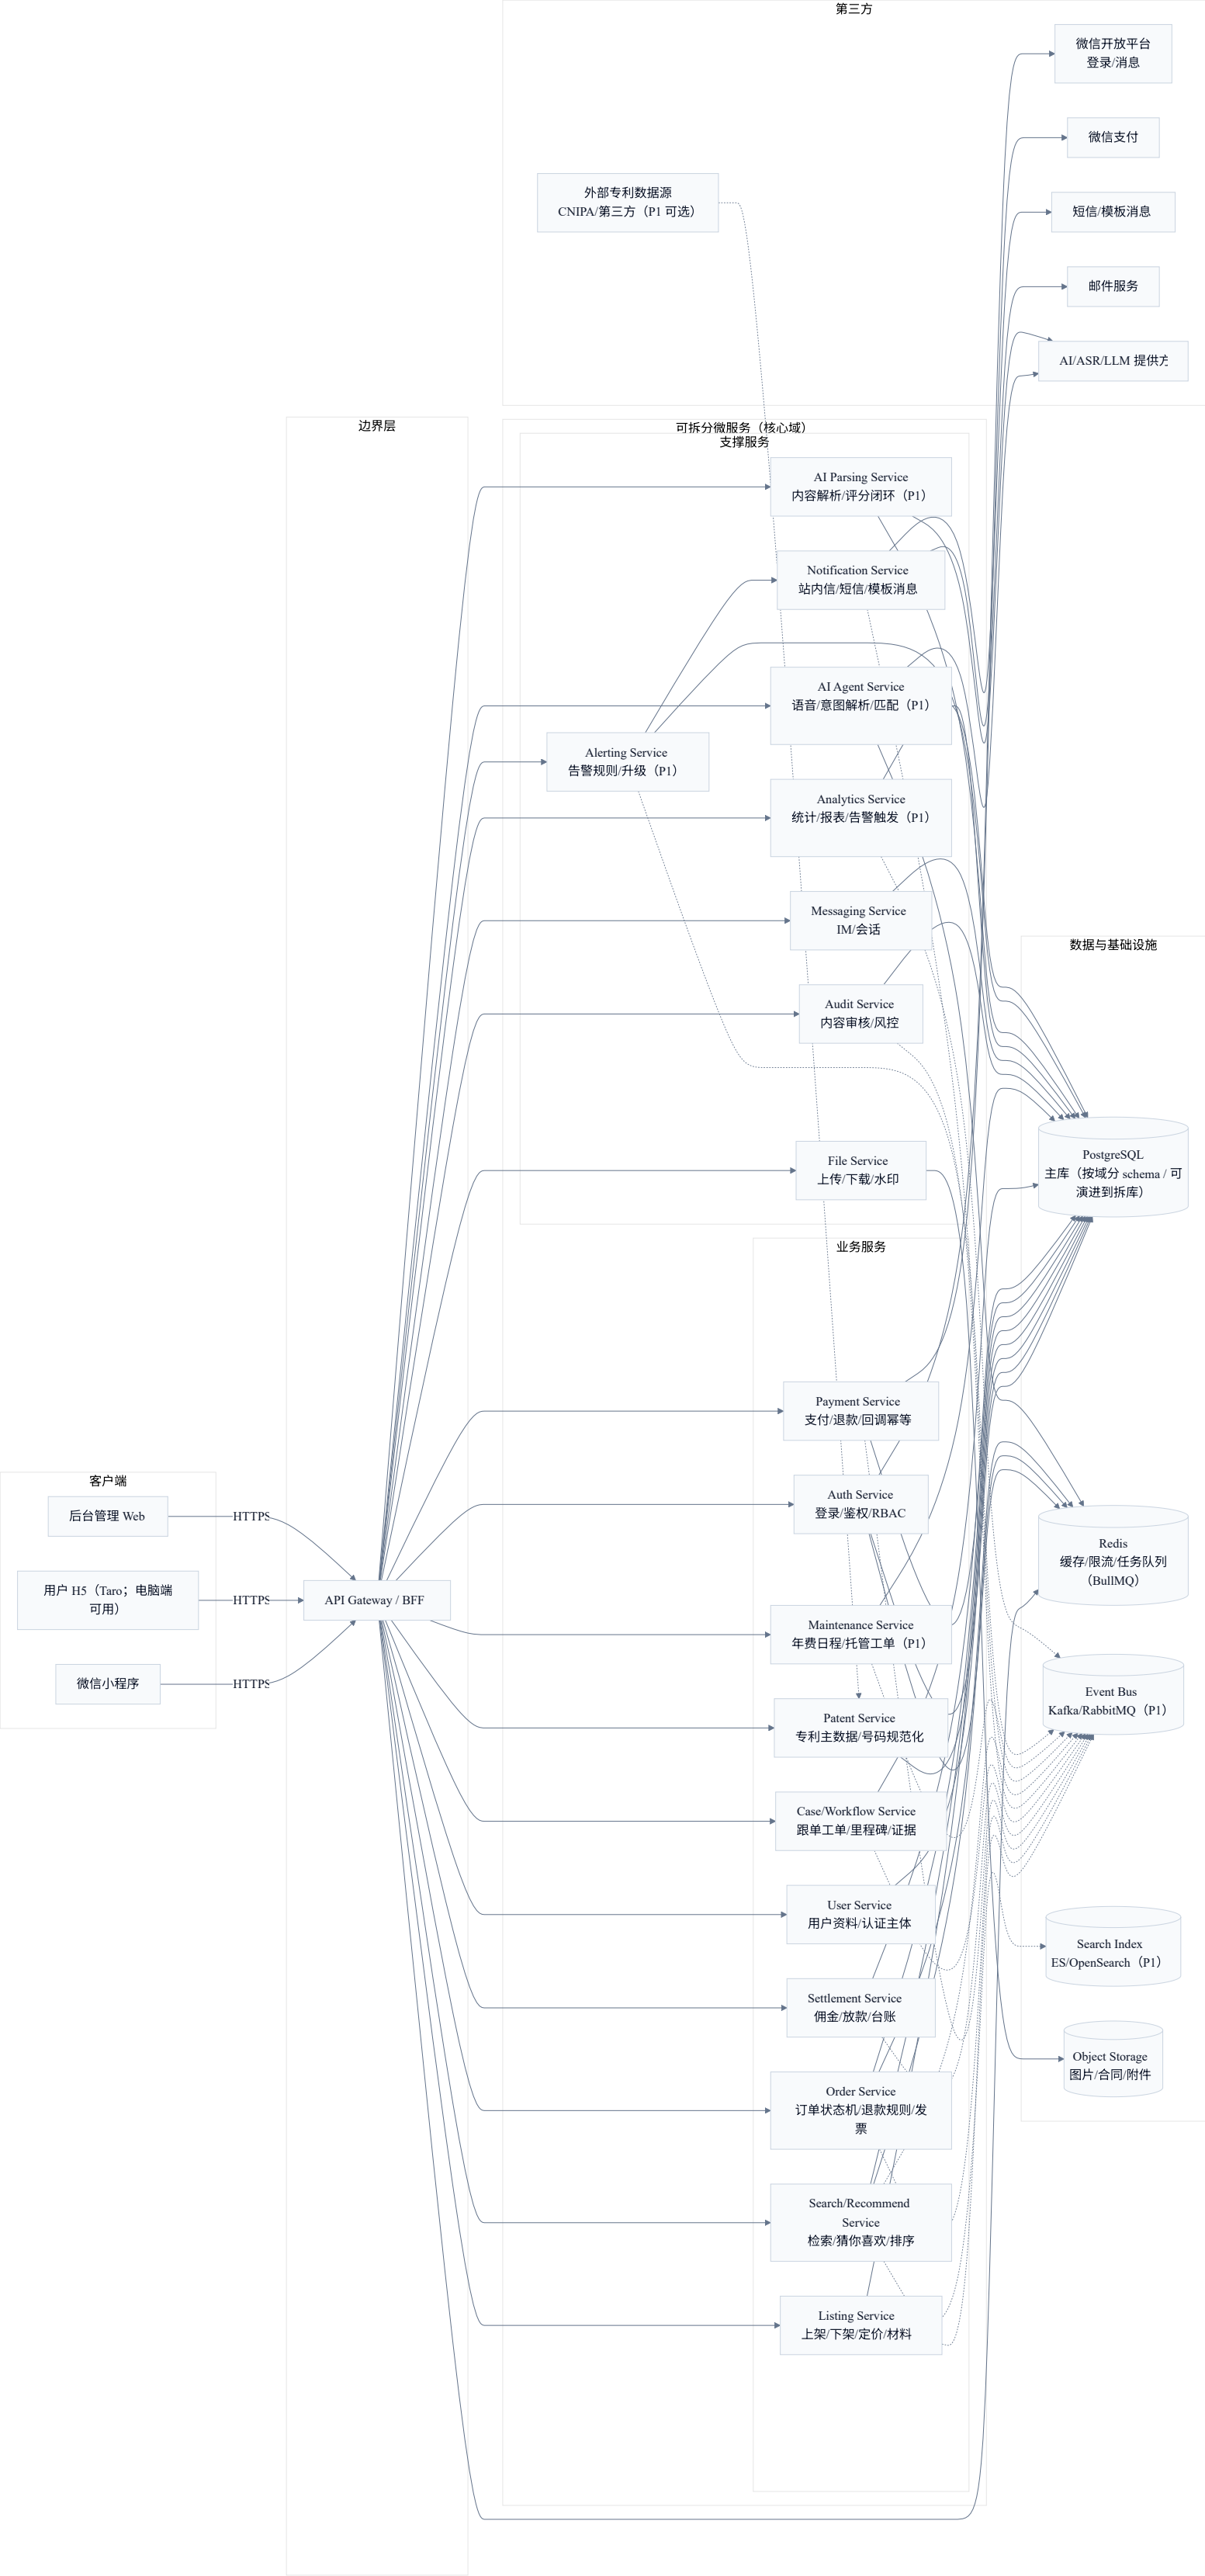 第三方
微信开放平台
登录/消息
微信支付
外部专利数据源
CNIPA/第三方（P1 可选）
短信/模板消息
邮件服务
AI/ASR/LLM 提供方
边界层
可拆分微服务（核心域）
支撑服务
AI Parsing Service
内容解析/评分闭环（P1）
Notification Service
站内信/短信/模板消息
AI Agent Service
语音/意图解析/匹配（P1）
Alerting Service
告警规则/升级（P1）
Analytics Service
统计/报表/告警触发（P1）
Messaging Service
IM/会话
数据与基础设施
Audit Service
内容审核/风控
File Service
上传/下载/水印
PostgreSQL
主库（按域分 schema / 可
演进到拆库）
业务服务
Payment Service
支付/退款/回调幂等
客户端
后台管理 Web
HTTPS
Auth Service
登录/鉴权/RBAC
Redis
缓存/限流/任务队列
（BullMQ）
用户 H5（Taro；电脑端
可用）
HTTPS
API Gateway / BFF
Maintenance Service
年费日程/托管工单（P1）
微信小程序
HTTPS
Event Bus
Kafka/RabbitMQ（P1）
Patent Service
专利主数据/号码规范化
Case/Workflow Service
跟单工单/里程碑/证据
User Service
用户资料/认证主体
Search Index
ES/OpenSearch（P1）
Settlement Service
佣金/放款/台账
Object Storage
图片/合同/附件
Order Service
订单状态机/退款规则/发
票
Search/Recommend
Service
检索/猜你喜欢/排序
Listing Service
上架/下架/定价/材料